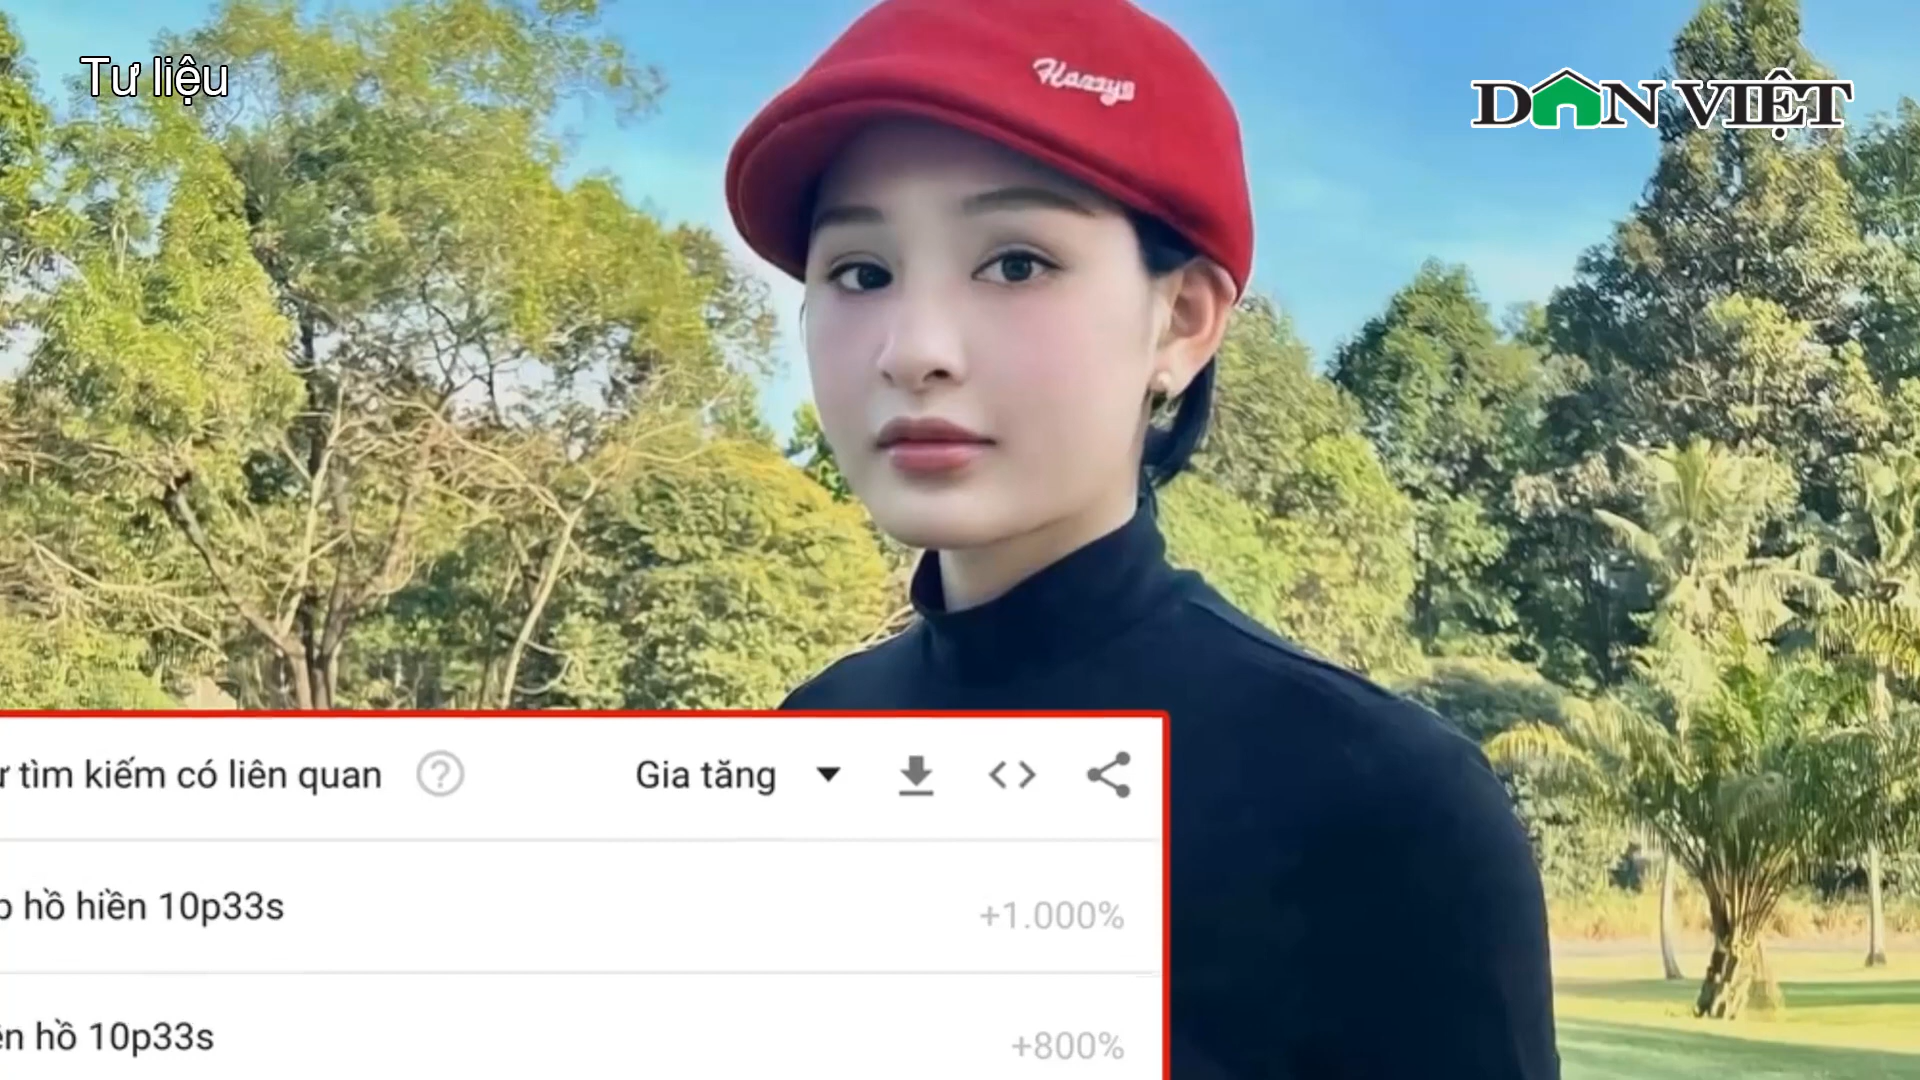 Tư liệu
DÂN VIỆT
Hazzys
tìm kiếm có liên quan
Gia tăng
hồ hiền 10p33s
+1.000%
hồ 10p33s
+800%